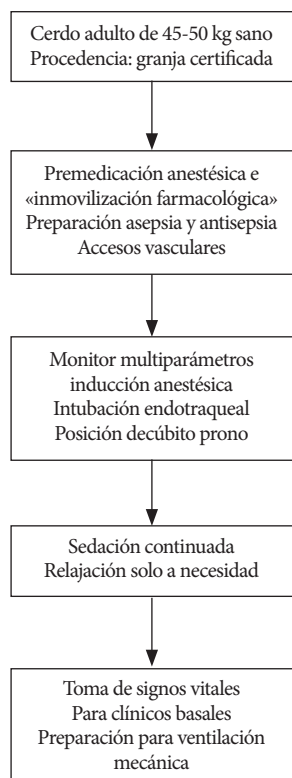 Cerdo adulto de 45-50 kg sano
Procedencia: granja certificada
Premedicación anestésica e
«inmovilización farmacológica»
Preparación asepsia y antisepsia
Accesos vasculares
Monitor multiparámetros
inducción anestésica
Intubación endotraqueal
Posición decúbito prono
Sedación continuada
Relajación solo a necesidad
Toma de signos vitales
Para clínicos basales
Preparación para ventilación
mecánica